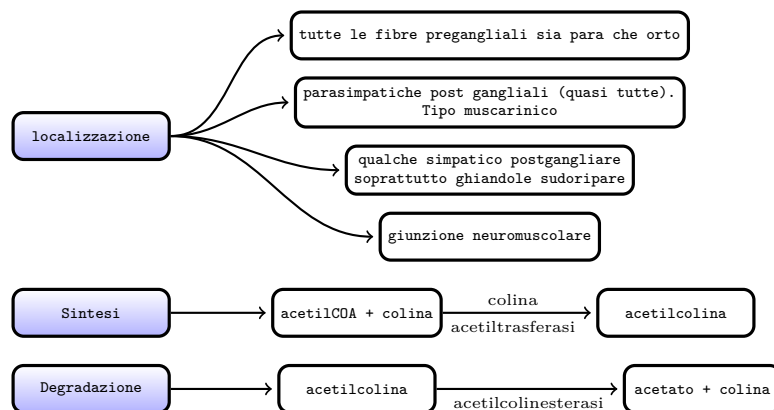 tutte le fibre pregangliali sia para che orto
parasimpatiche post gangliali (quasi tutte).
Tipo muscarinico
localizzazione
qualche simpatico postgangliare
soprattutto ghiandole sudoripare
giunzione neuromuscolare
Sintesi
acetilCOA + colina
colina
acetiltrasferasi
acetilcolina
Degradazione
acetilcolina
acetilcolinesterasi
acetato + colina